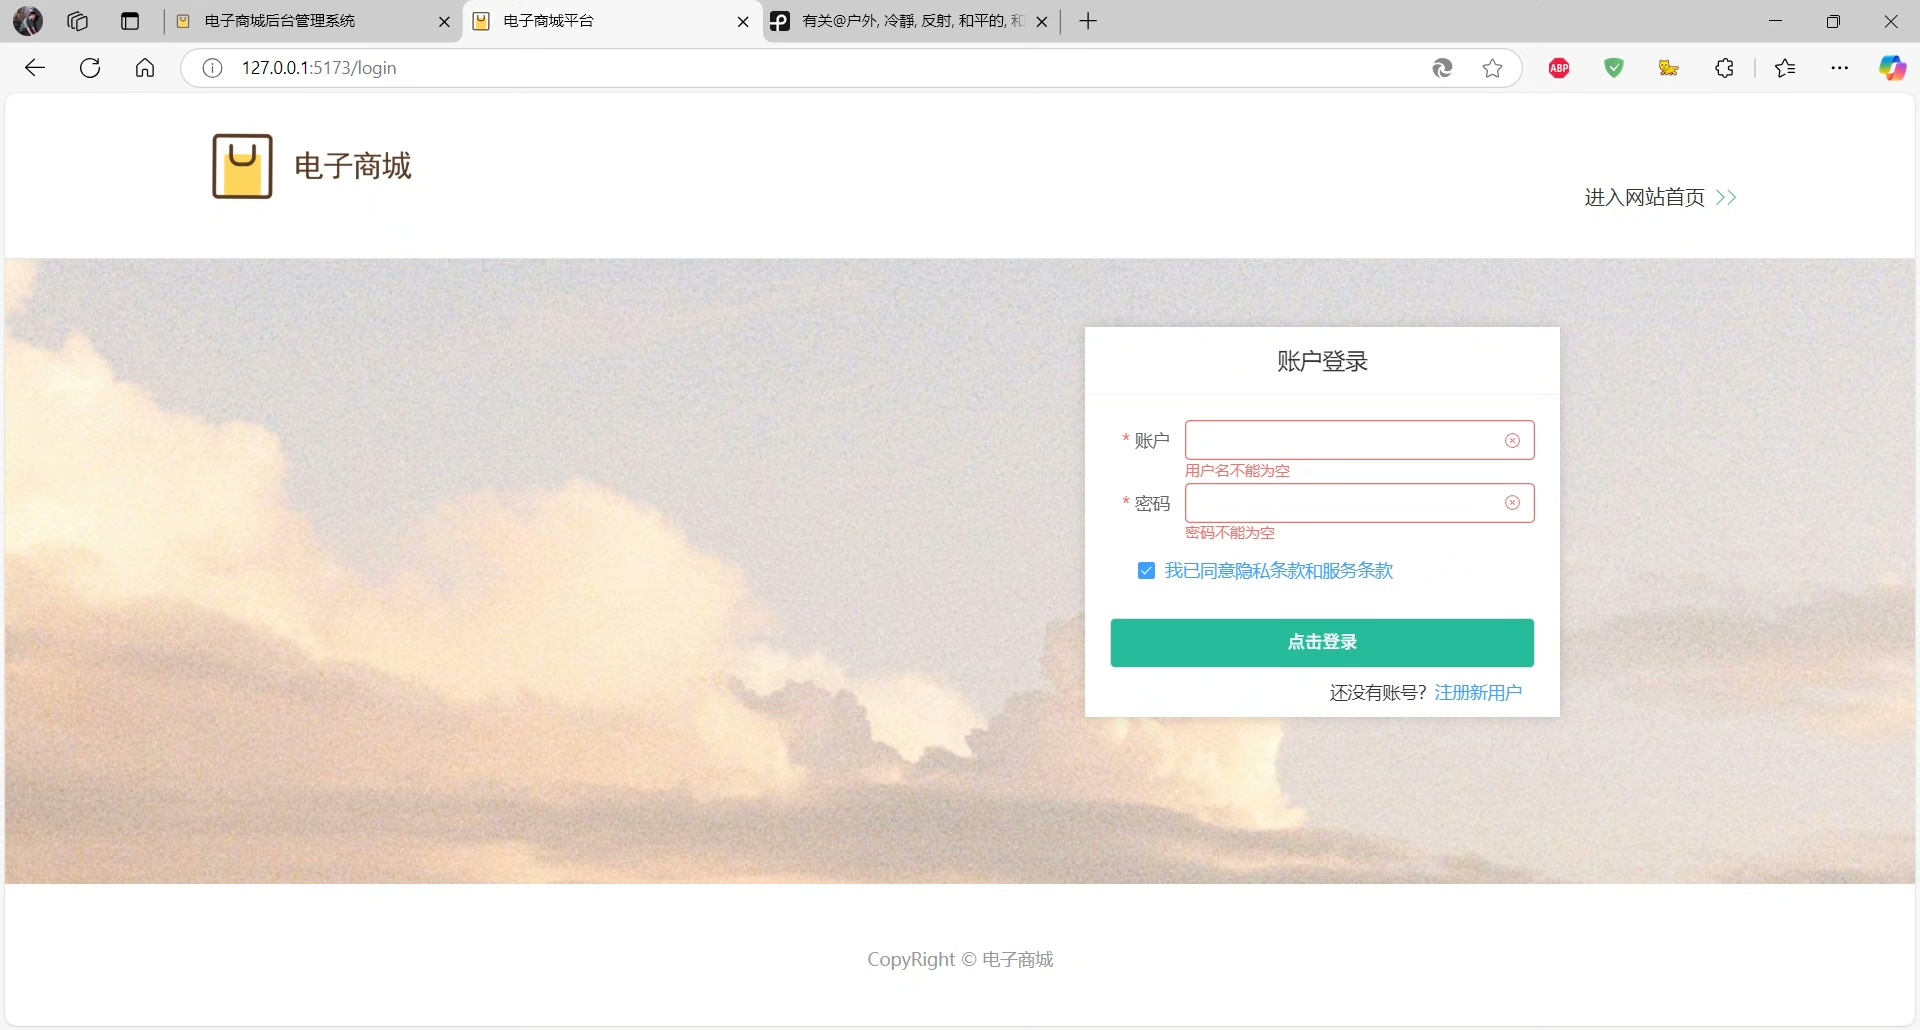 电子商城后台管理系统
电子商城平台
有关@户外, 冷靜, 反射, 和平的, 和
127.0.0.1:5173/login
ABP
电子商城
进入网站首页 >>
账户登录
* 账户
用户名不能为空
* 密码
密码不能为空
我已同意隐私条款和服务条款
点击登录
还没有账号? 注册新用户
CopyRight © 电子商城